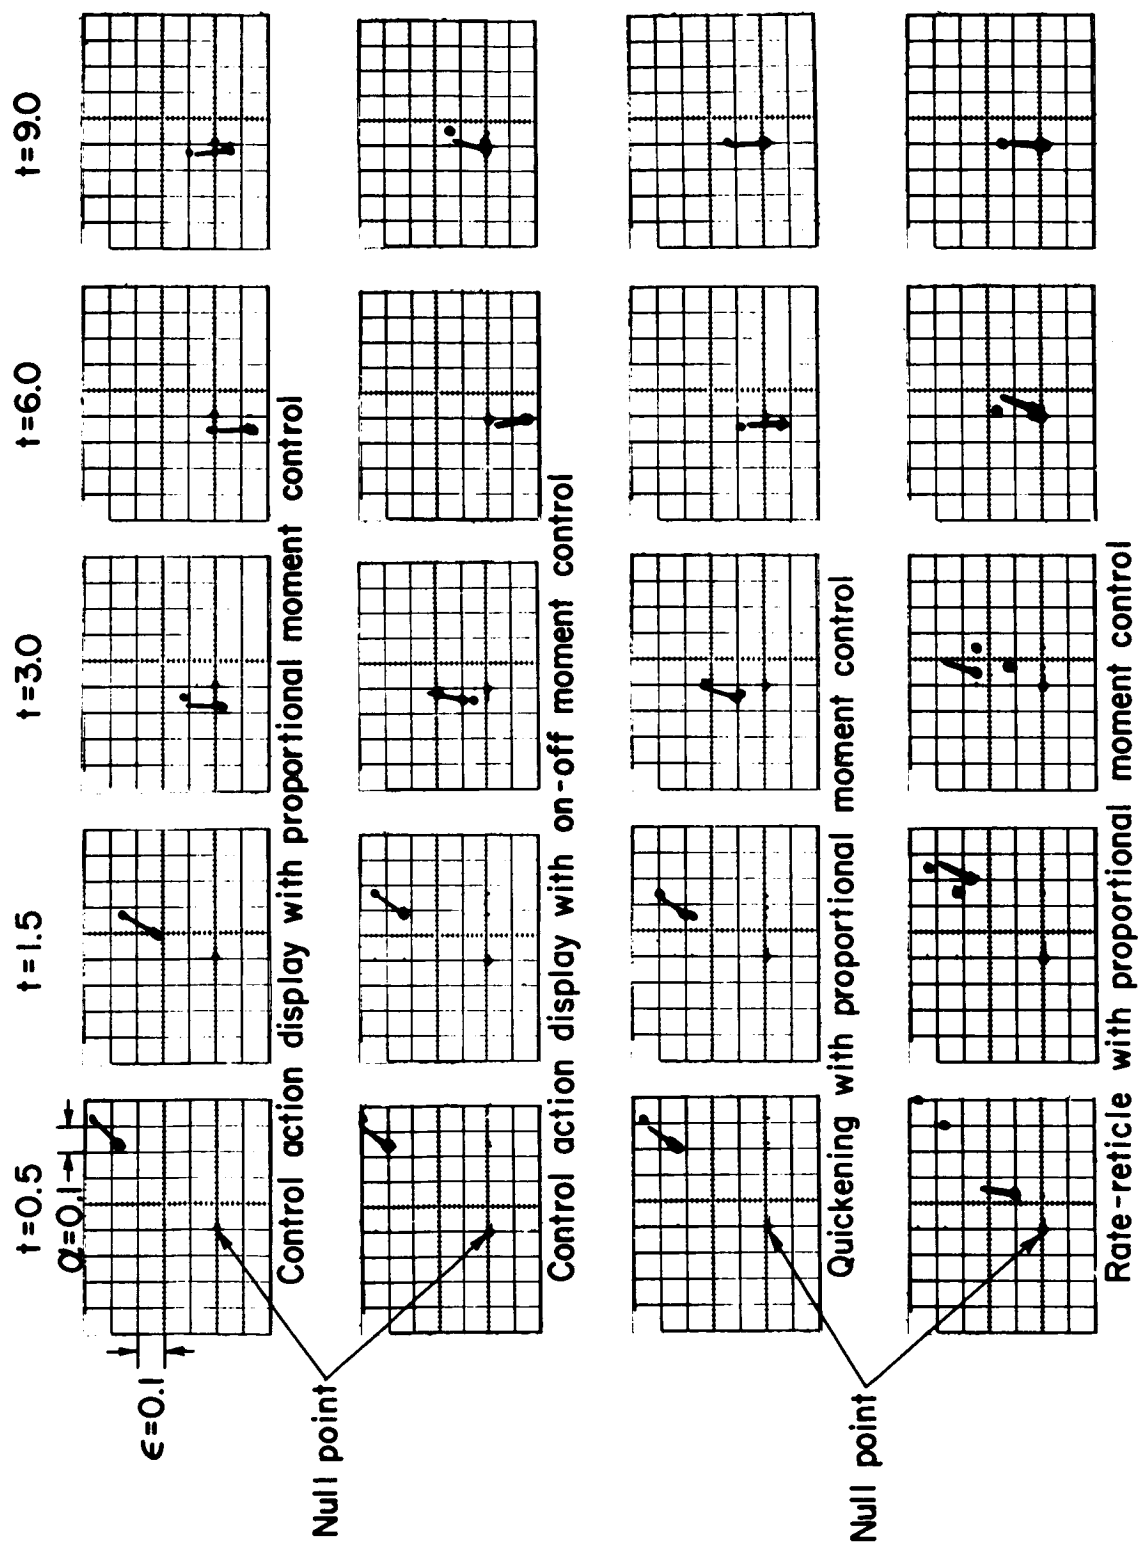 t=0.5 t=1.5 t=3.0 t=6.0 t=9.0
α=0.1
ϵ=0.1
Control action display with proportional moment control
Null point
Control action display with on-off moment control
Quickening with proportional moment control
Null point
Rate-reticle with proportional moment control